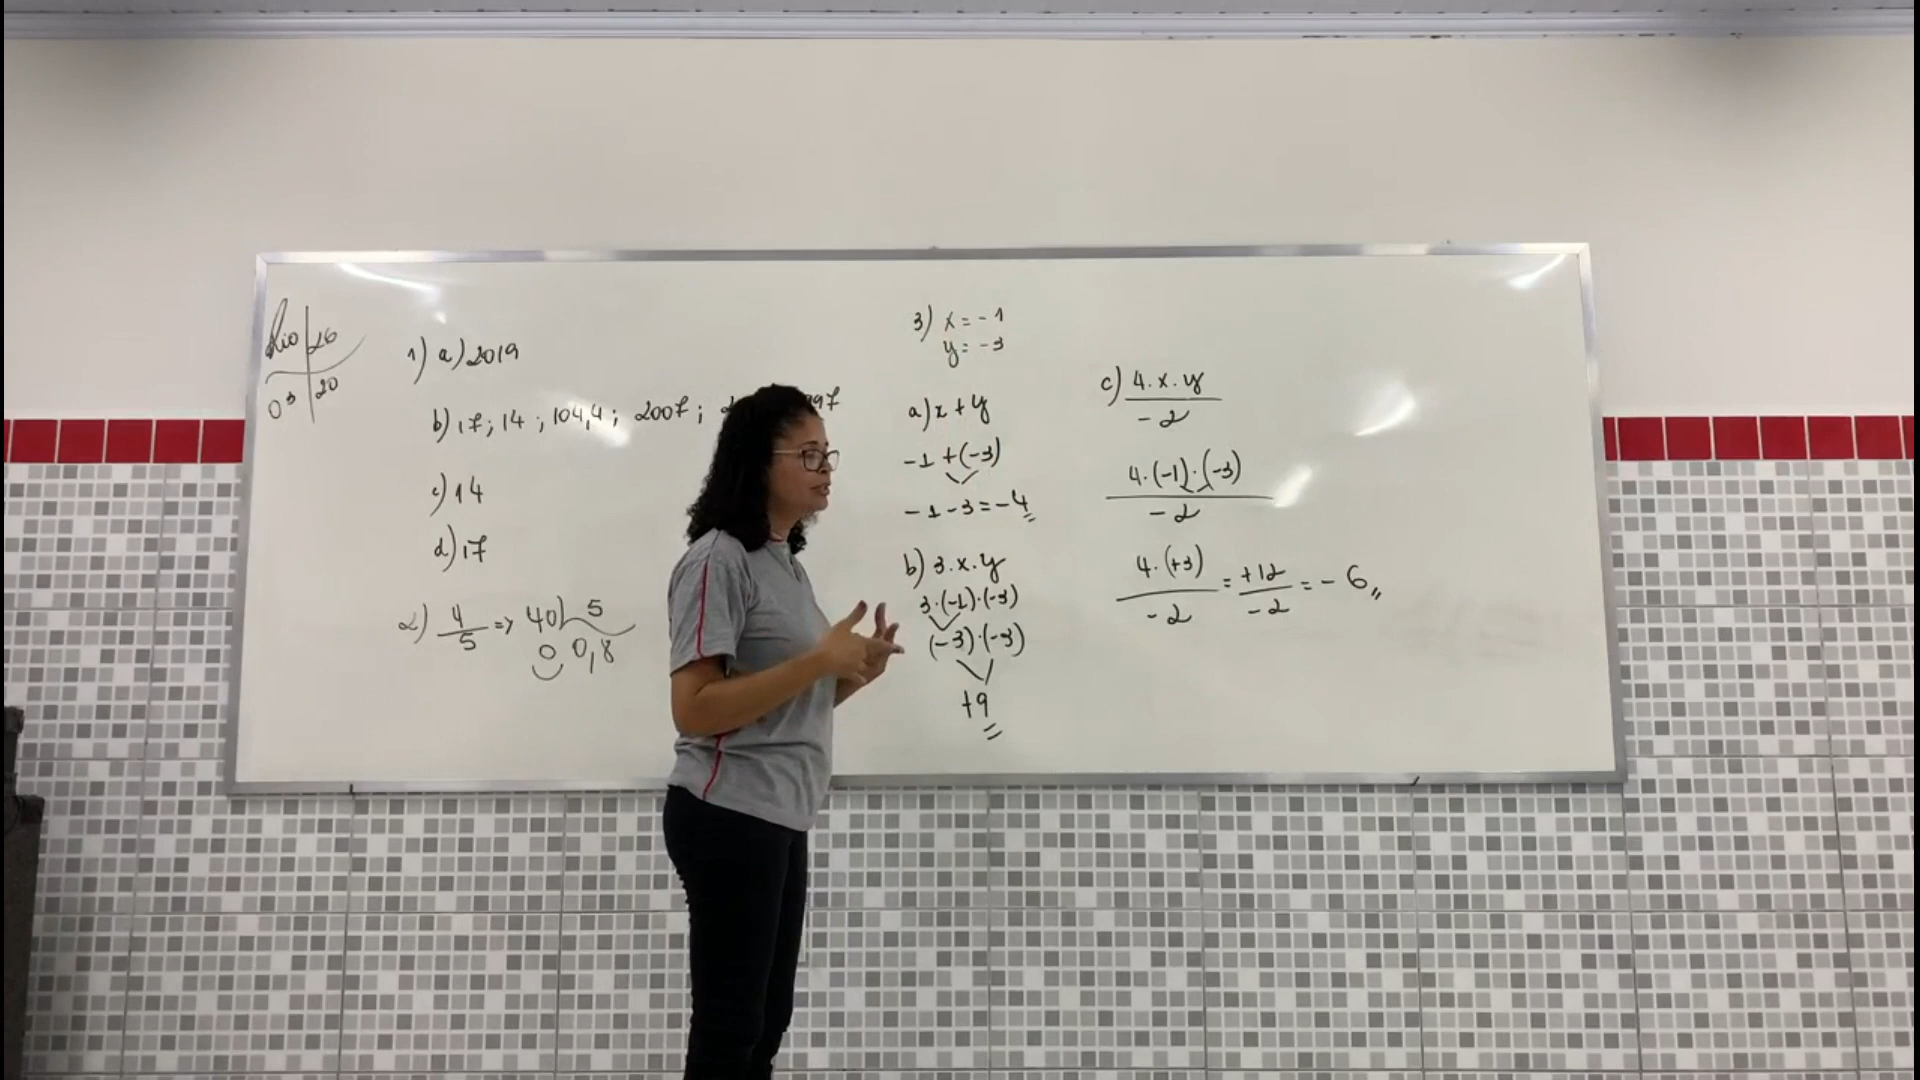 Rio 26
03 20
1) a) 2019
b) 17; 14; 104,4; 2007;
c) 14
d) 17
2) 4/5 => 40 | 5
0 0,8
3) x = -1
y = -3
a) x + y
-1 + (-3)
-1 - 3 = -4
b) 3.x.y
3.(-1).(-3)
(-3).(-3)
+9
c) 4.x.y
-2
4.(-1).(-3)
-2
4.(+3)/-2 = +12/-2 = -6